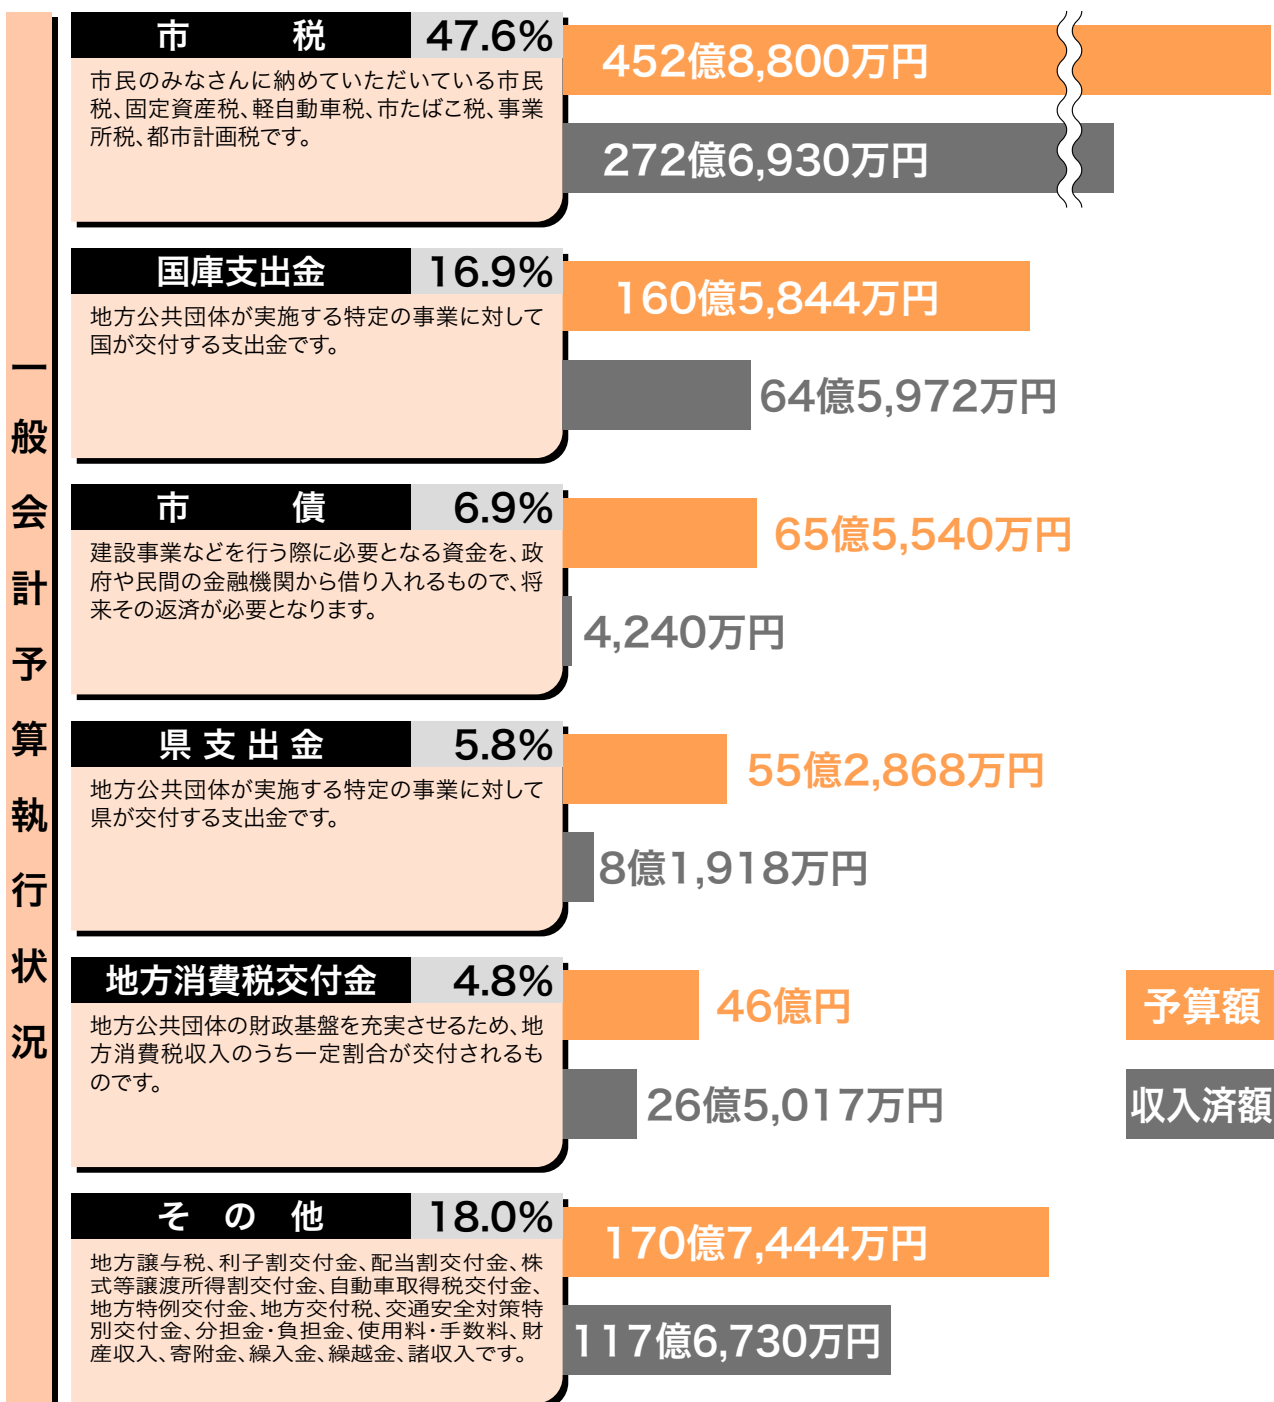 一般会計予算執行状況
市税 47.6%
市民のみなさんに納めていただいている市民
税、固定資産税、軽自動車税、市たばこ税、事業
所税、都市計画税です。
452億8,800万円
272億6,930万円
国庫支出金 16.9%
地方公共団体が実施する特定の事業に対して
国が交付する支出金です。
160億5,844万円
64億5,972万円
市債 6.9%
建設事業などを行う際に必要となる資金を、政
府や民間の金融機関から借り入れるもので、将
来その返済が必要となります。
65億5,540万円
4,240万円
県支出金 5.8%
地方公共団体が実施する特定の事業に対して
県が交付する支出金です。
55億2,868万円
8億1,918万円
地方消費税交付金 4.8%
地方公共団体の財政基盤を充実させるため、地
方消費税収入のうち一定割合が交付されるも
のです。
46億円
26億5,017万円
予算額
収入済額
その他 18.0%
地方譲与税、利子割交付金、配当割交付金、株
式等譲渡所得割交付金、自動車取得税交付金、
地方特例交付金、地方交付税、交通安全対策特
別交付金、分担金・負担金、使用料・手数料、財
産収入、寄附金、繰入金、繰越金、諸収入です。
170億7,444万円
117億6,730万円